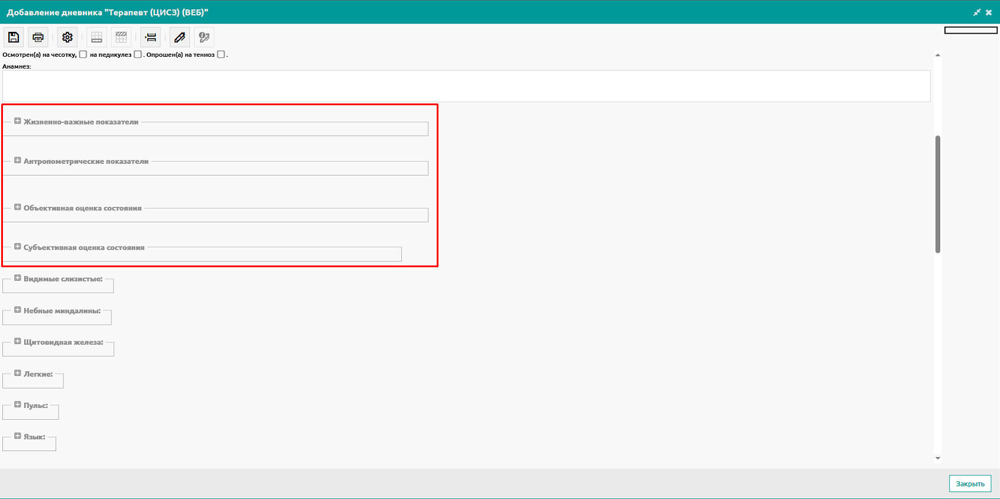 Добавление дневника "Терапевт (ЦИСЗ) (ВЕБ)"
Осмотрен(а) на чесотку, на педикулез . Опрошен(а) на тениоз .
Анамнез:
Жизненно-важные показатели
Антропометрические показатели
Объективная оценка состояния
Субъективная оценка состояния
Видимые слизистые:
Небные миндалины:
Щитовидная железа:
Легкие:
Пульс:
Язык:
Закрыть